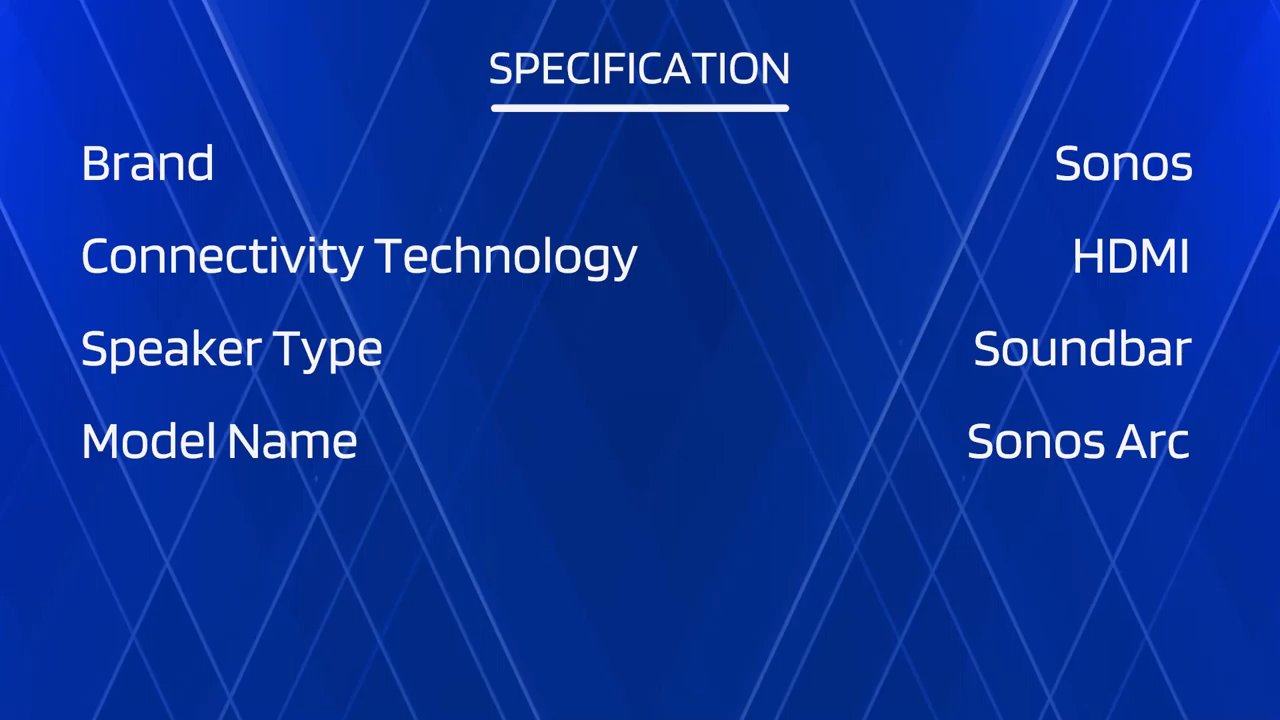 SPECIFICATION
Brand Sonos
Connectivity Technology HDMI
Speaker Type Soundbar
Model Name Sonos Arc